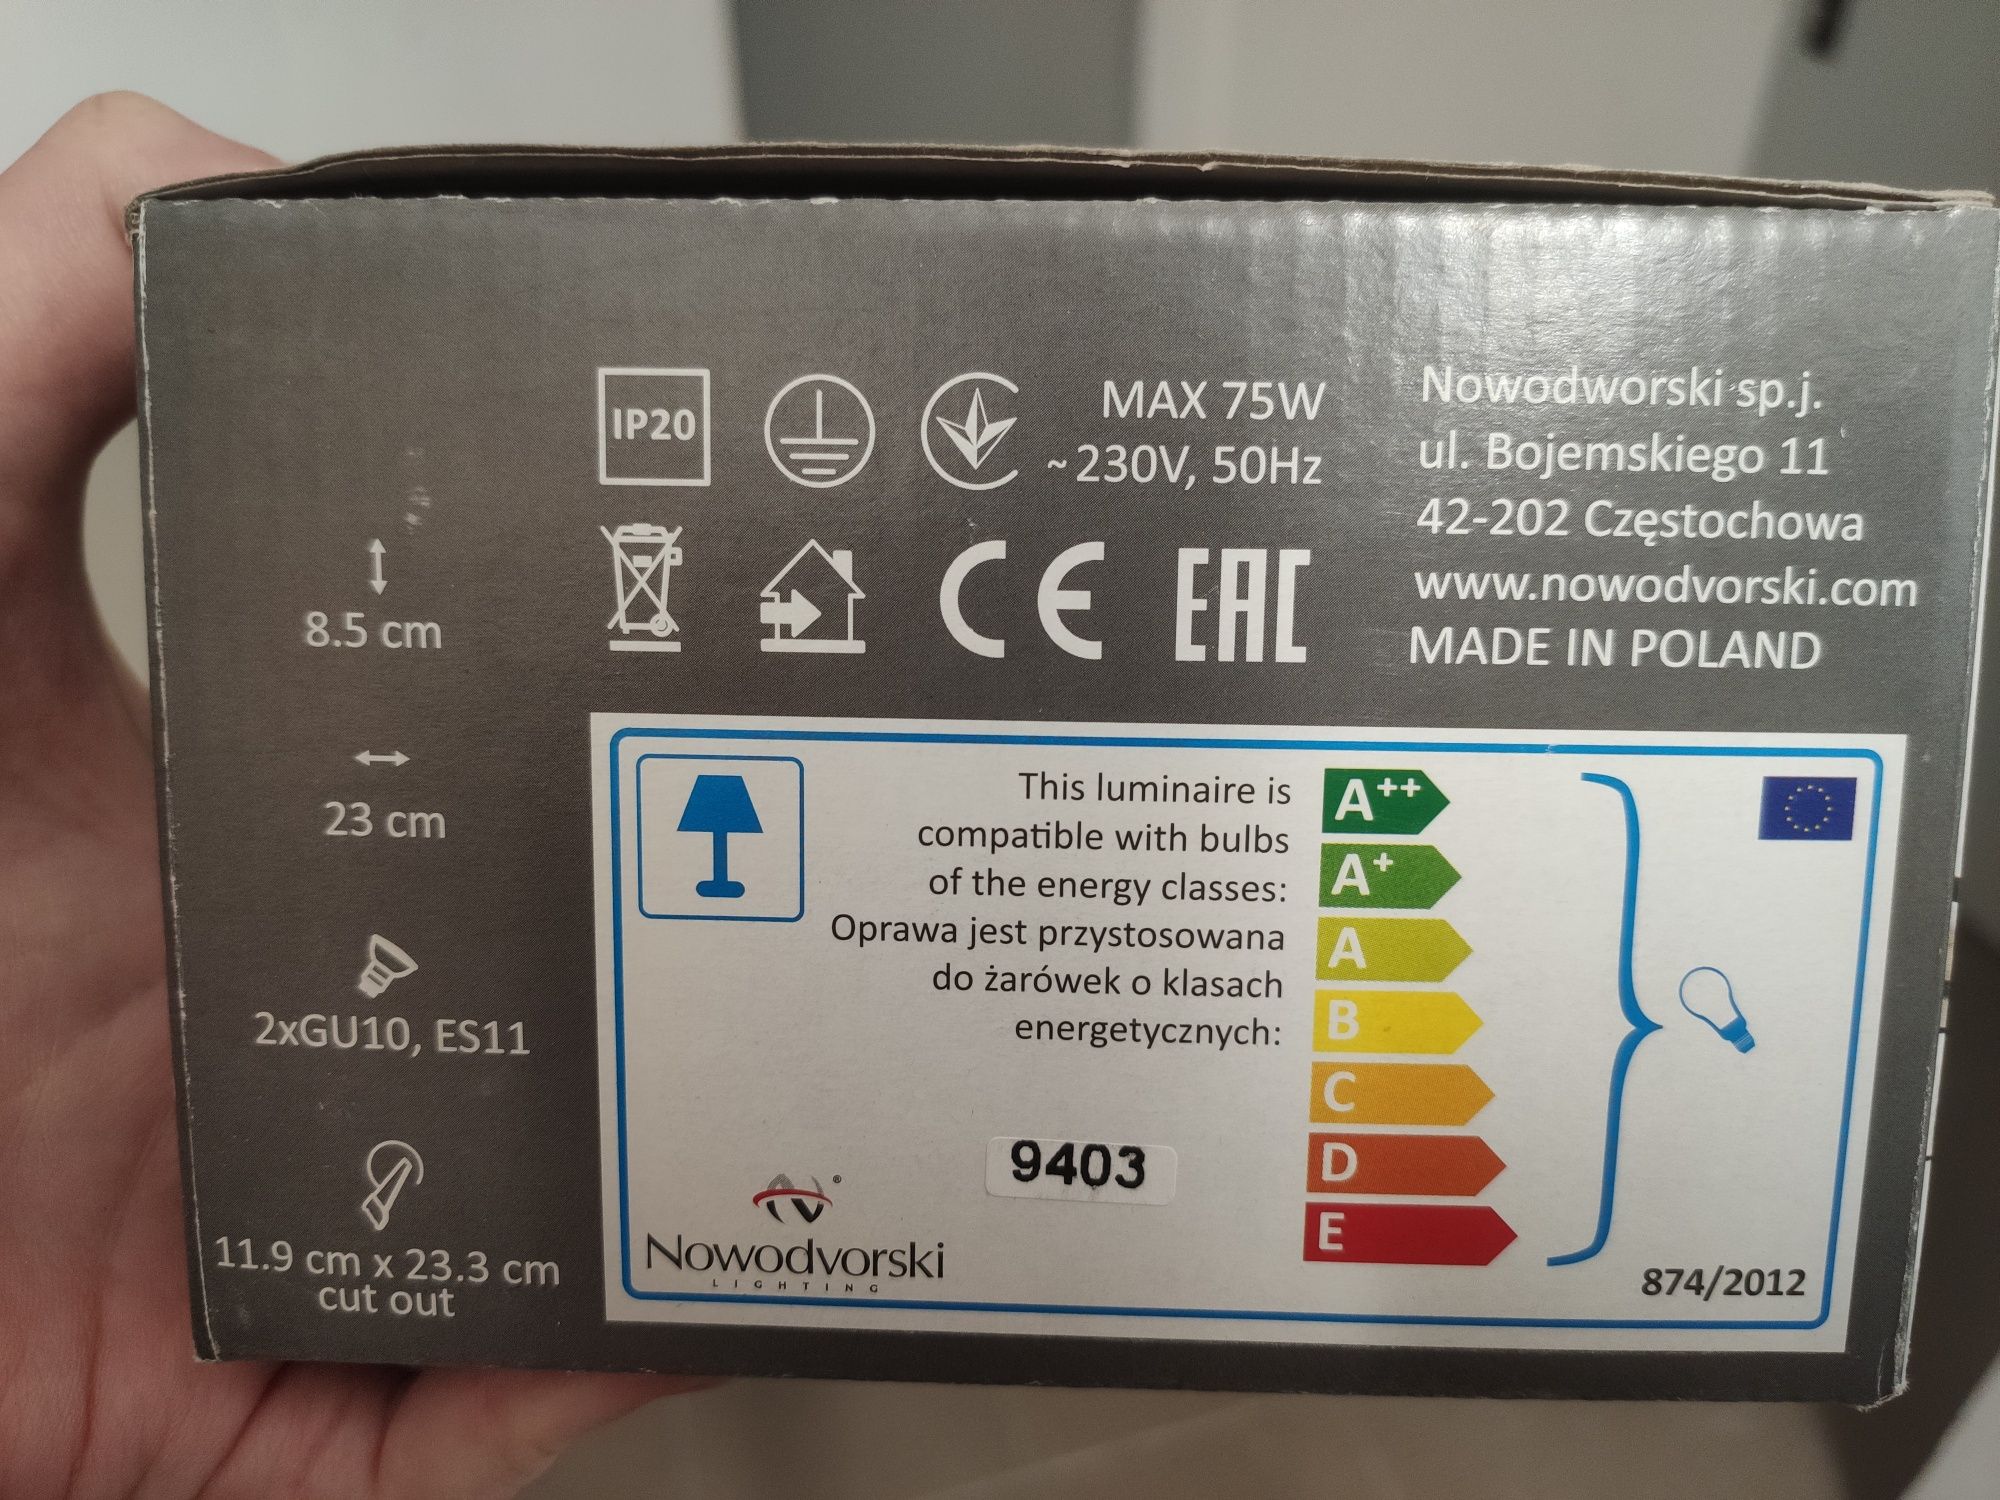 IP20
MAX 75W
~230V, 50Hz
CE
EAC
Nowodworski sp.j.
ul. Bojemskiego 11
42-202 Częstochowa
www.nowodvorski.com
MADE IN POLAND
8.5 cm
23 cm
2xGU10, ES11
11.9 cm x 23.3 cm
cut out
This luminaire is
compatible with bulbs
of the energy classes:
Oprawa jest przystosowana
do żarówek o klasach
energetycznych:
A++
A+
A
B
C
D
E
9403
®
Nowodvorski
LIGHTING
874/2012